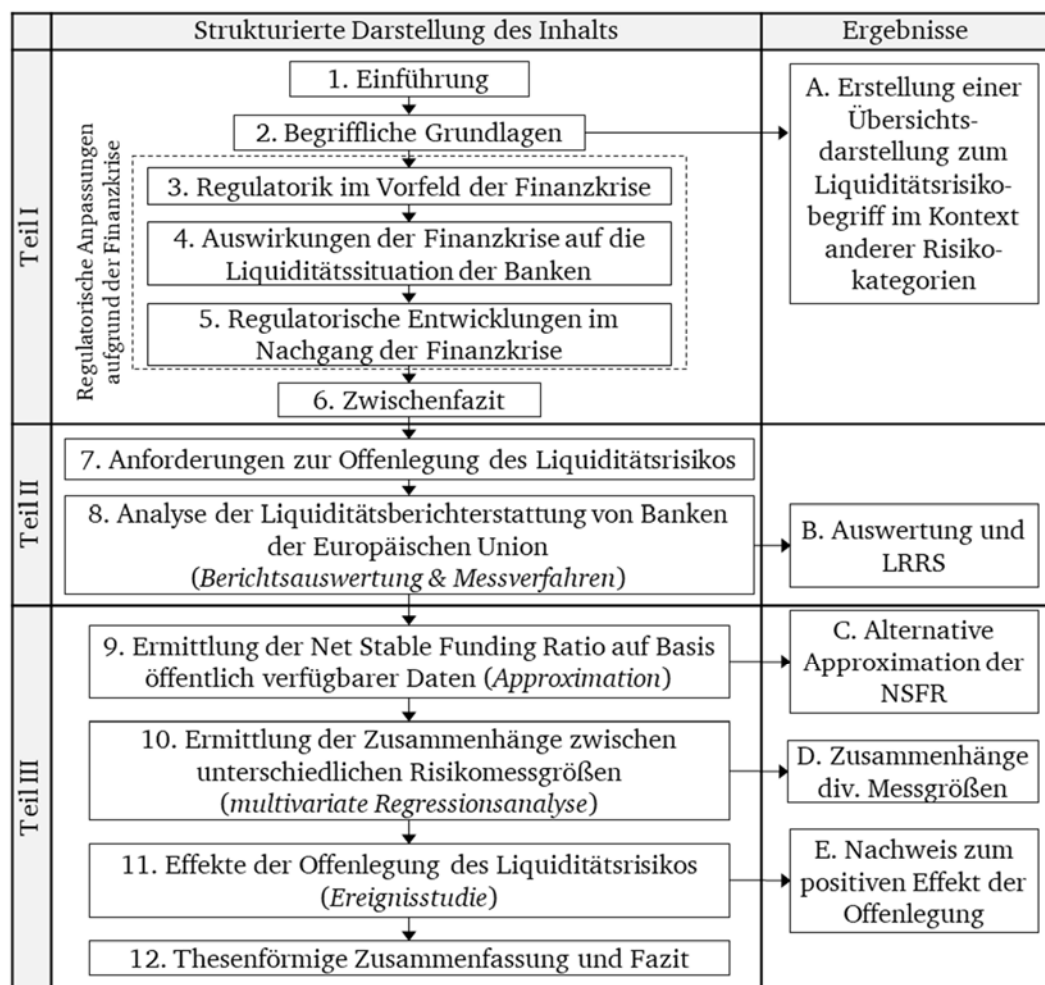 Strukturierte Darstellung des Inhalts
Ergebnisse
Teil I
Regulatorische Anpassungen
aufgrund der Finanzkrise
1. Einführung
2. Begriffliche Grundlagen
3. Regulatorik im Vorfeld der Finanzkrise
4. Auswirkungen der Finanzkrise auf die
Liquiditätssituation der Banken
5. Regulatorische Entwicklungen im
Nachgang der Finanzkrise
6. Zwischenfazit
A. Erstellung einer
Übersichts-
darstellung zum
Liquiditätsrisiko-
begriff im Kontext
anderer Risiko-
kategorien
Teil II
7. Anforderungen zur Offenlegung des Liquiditätsrisikos
8. Analyse der Liquiditätsberichterstattung von Banken
der Europäischen Union
(Berichtsauswertung & Messverfahren)
B. Auswertung und
LRRS
Teil III
9. Ermittlung der Net Stable Funding Ratio auf Basis
öffentlich verfügbarer Daten (Approximation)
C. Alternative
Approximation der
NSFR
10. Ermittlung der Zusammenhänge zwischen
unterschiedlichen Risikomessgrößen
(multivariate Regressionsanalyse)
D. Zusammenhänge
div. Messgrößen
11. Effekte der Offenlegung des Liquiditätsrisikos
(Ereignisstudie)
E. Nachweis zum
positiven Effekt der
Offenlegung
12. Thesenförmige Zusammenfassung und Fazit